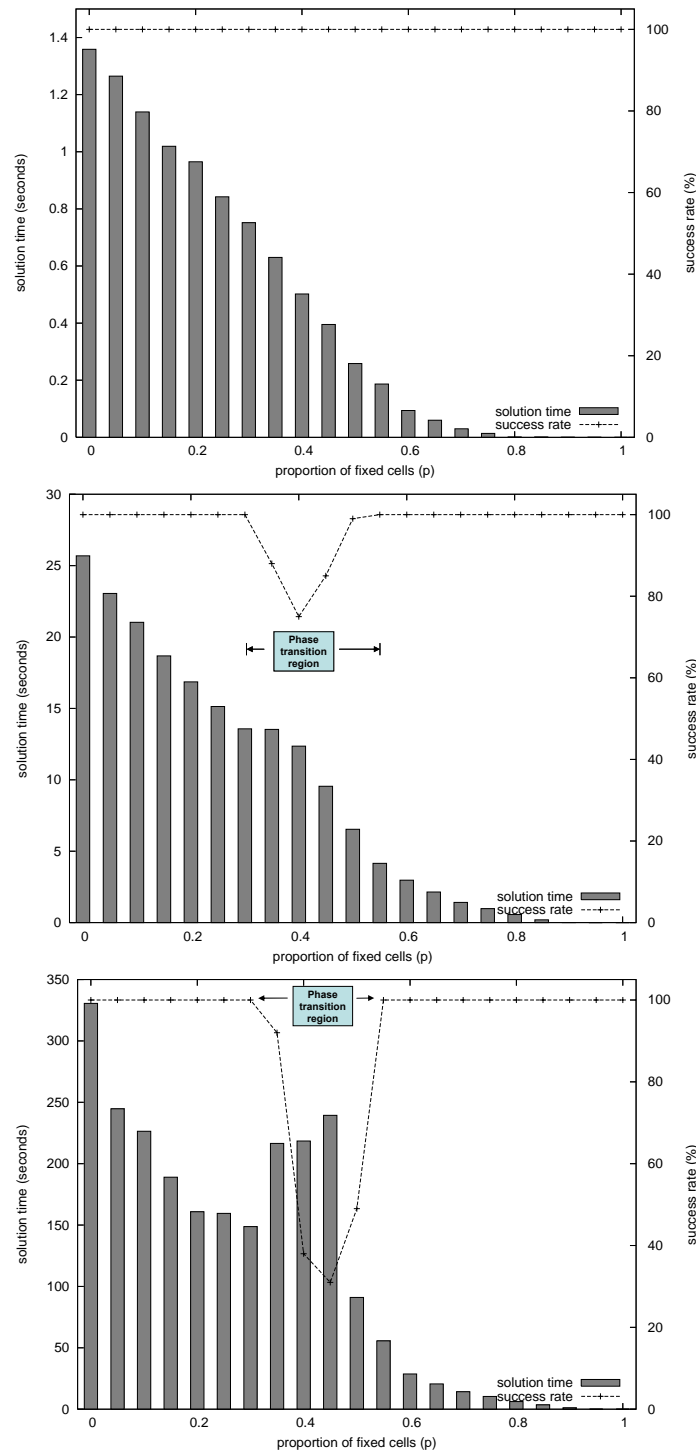 1.4
1.2
1
0.8
0.6
0.4
0.2
0
solution time (seconds)
100
80
60
40
20
0
success rate (%)
solution time
success rate
0 0.2 0.4 0.6 0.8 1
proportion of fixed cells (p)
30
25
20
15
10
5
0
solution time (seconds)
Phase
transition
region
100
80
60
40
20
0
success rate (%)
solution time
success rate
0 0.2 0.4 0.6 0.8 1
proportion of fixed cells (p)
350
300
250
200
150
100
50
0
solution time (seconds)
Phase
transition
region
100
80
60
40
20
0
success rate (%)
solution time
success rate
0 0.2 0.4 0.6 0.8 1
proportion of fixed cells (p)